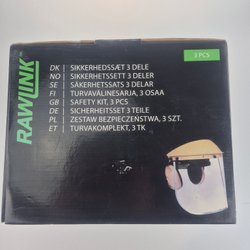 3 PCS
RAWLINK
DK | SIKKERHEDSSÆT 3 DELE
NO | SIKKERHETSSETT 3 DELER
SE | SÄKERHETSSATS 3 DELAR
FI | TURVAVÄLINESARJA, 3 OSAA
GB | SAFETY KIT, 3 PCS
DE | SICHERHEITSSET 3 TEILE
PL | ZESTAW BEZPIECZEŃSTWA, 3 SZT.
ET | TURVAKOMPLEKT, 3 TK